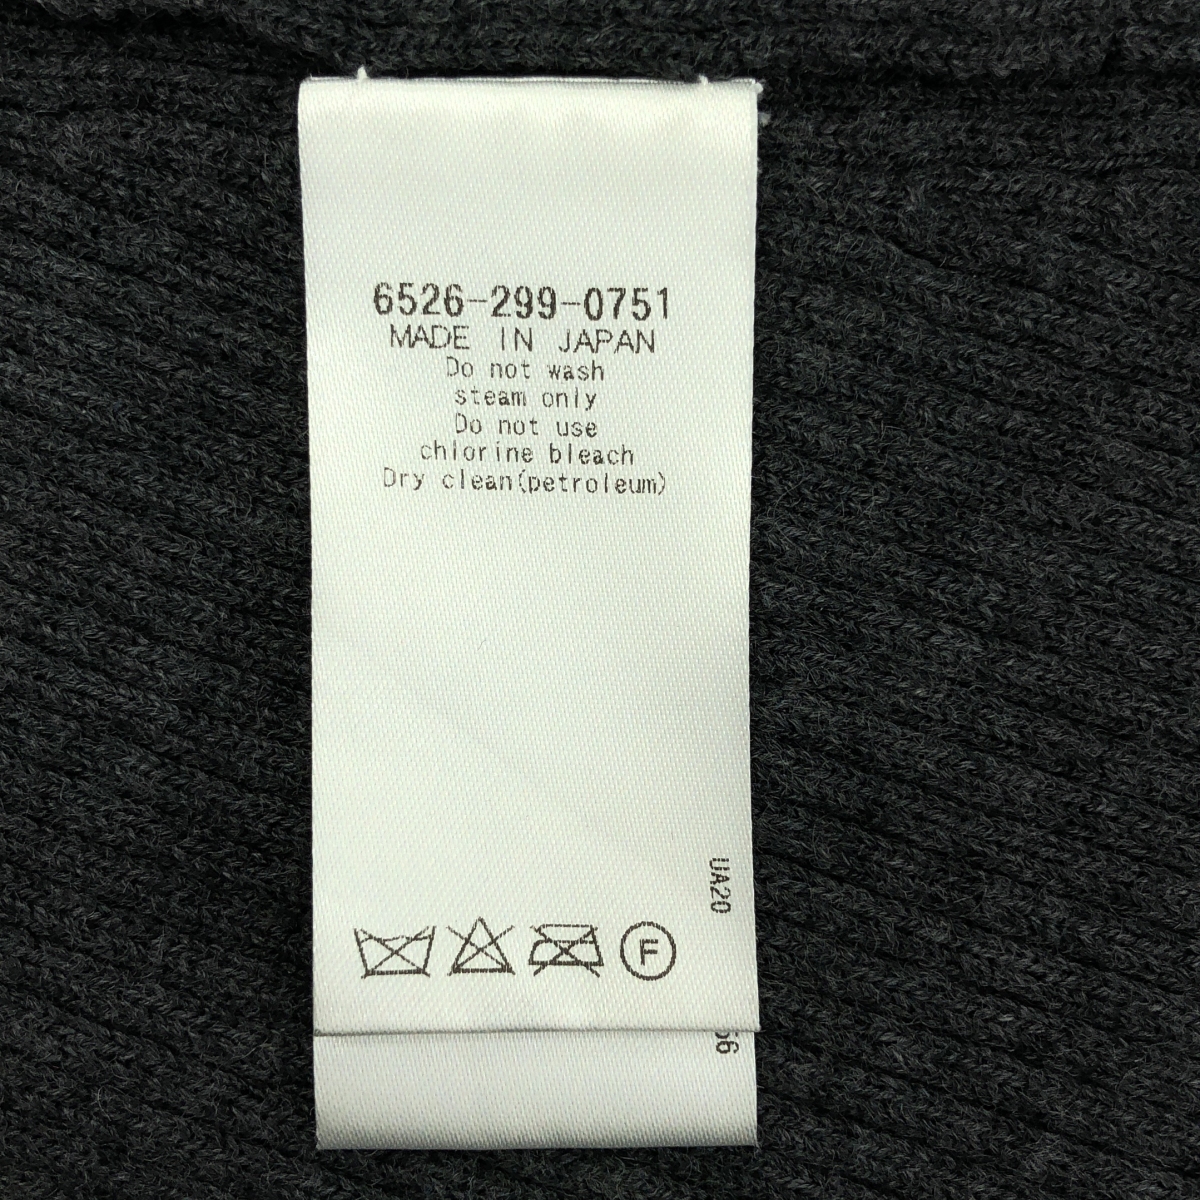 6526-299-0751
MADE IN JAPAN
Do not wash
steam only
Do not use
chlorine bleach
Dry clean(petroleum)
UA20
F